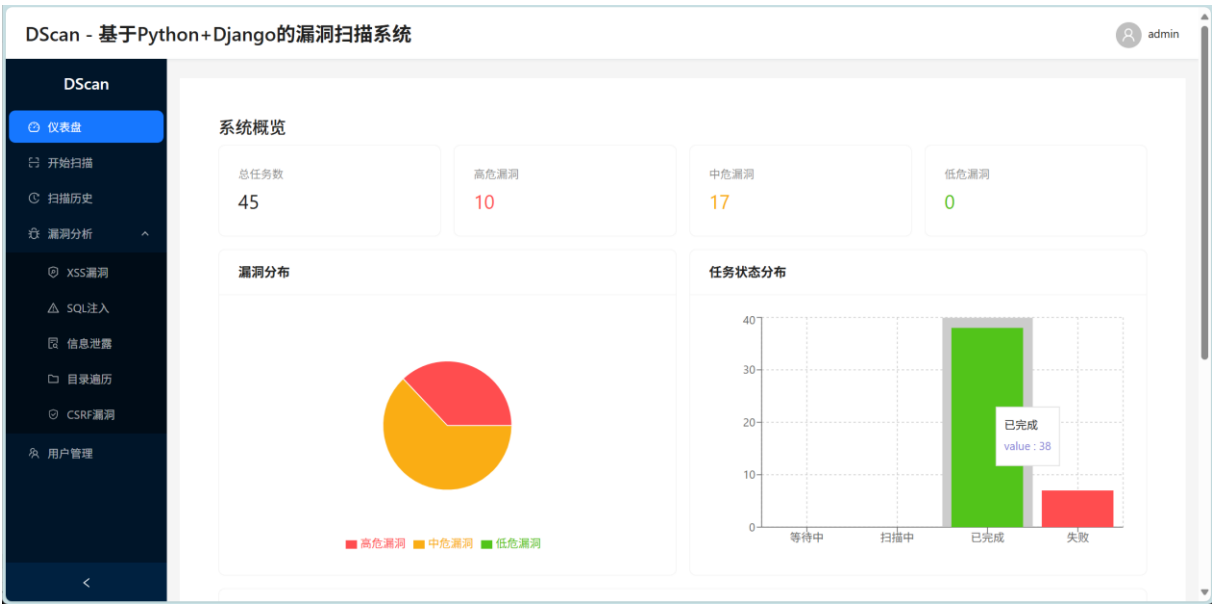 DScan - 基于Python+Django的漏洞扫描系统
admin
DScan
仪表盘
开始扫描
扫描历史
漏洞分析
XSS漏洞
SQL注入
信息泄露
目录遍历
CSRF漏洞
用户管理
系统概览
总任务数
45
高危漏洞
10
中危漏洞
17
低危漏洞
0
漏洞分布
高危漏洞 中危漏洞 低危漏洞
任务状态分布
40
30
20
10
0
已完成
value : 38
等待中 扫描中 已完成 失败